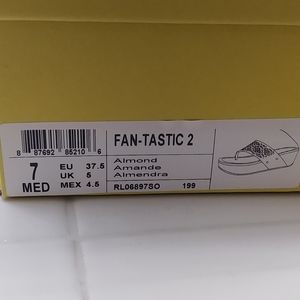 8 87692 85210 6
FAN-TASTIC 2
7
MED
EU 37.5
UK 5
MEX 4.5
Almond
Amande
Almendra
RL06897SO 199